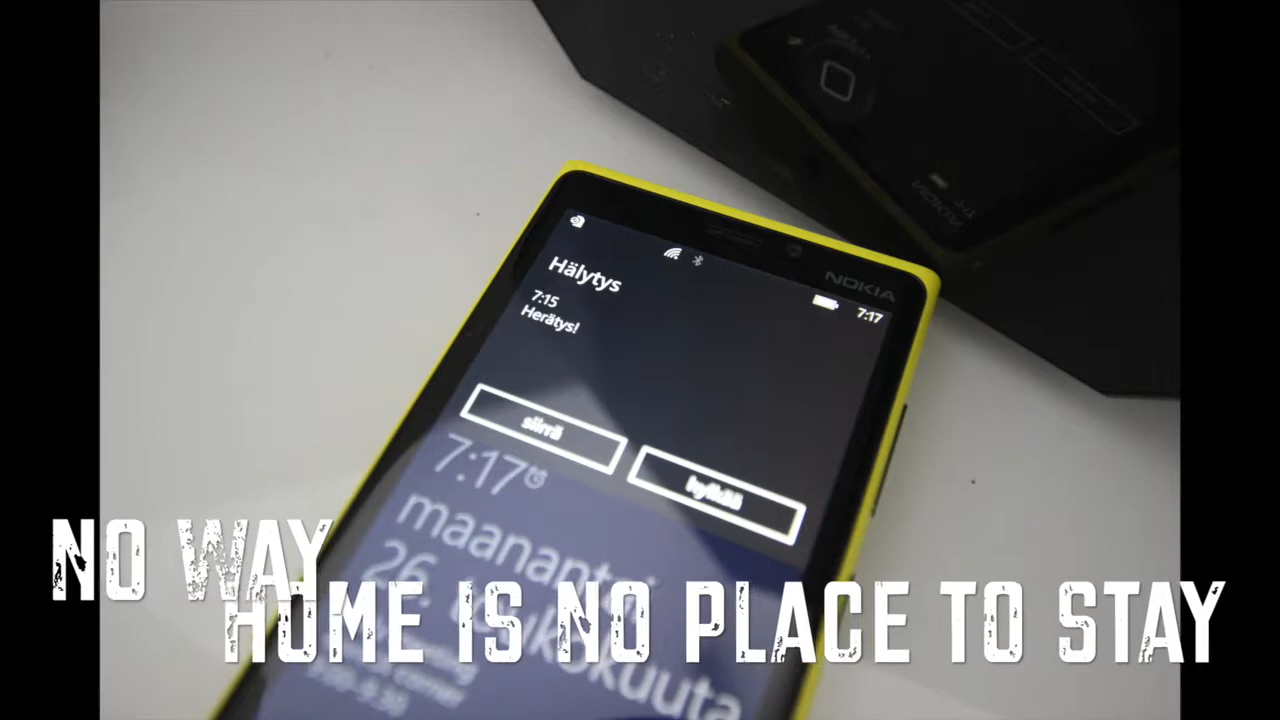 NOKIA
7:17
Hälytys
7:15
Herätys!
siirrä
hylkää
7:17
maanantai
26.
NO WAY
HOME IS NO PLACE TO STAY